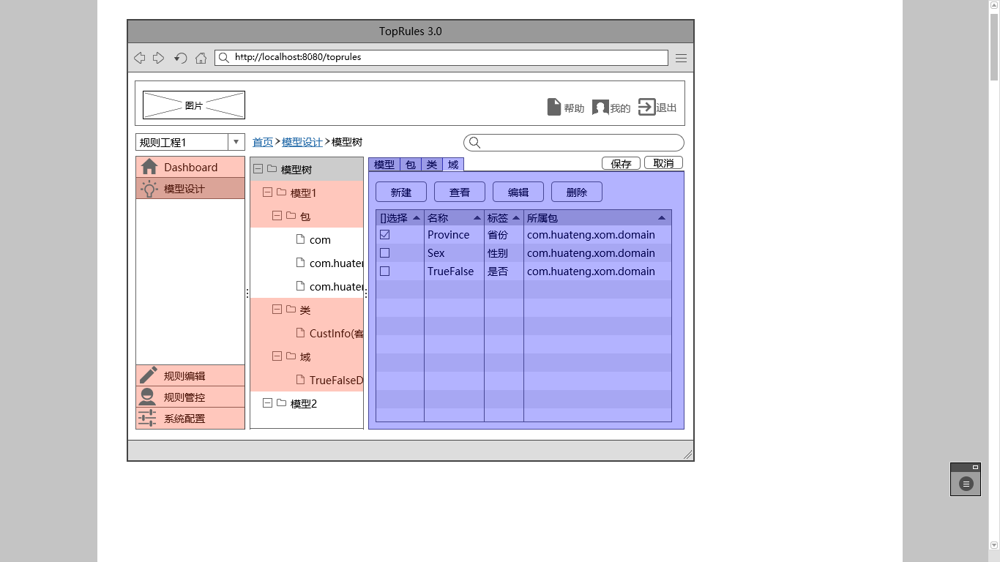 TopRules 3.0
http://localhost:8080/toprules
图片
帮助 我的 退出
规则工程1
首页>模型设计>模型树
Dashboard
模型设计
规则编辑
规则管控
系统配置
模型树
模型1
包
com
com.huater
com.huater
类
CustInfo(客
域
TrueFalseD
模型2
模型 包 类 域
保存 取消
新建 查看 编辑 删除
[]选择 名称 标签 所属包
Province 省份 com.huateng.xom.domain
Sex 性别 com.huateng.xom.domain
TrueFalse 是否 com.huateng.xom.domain